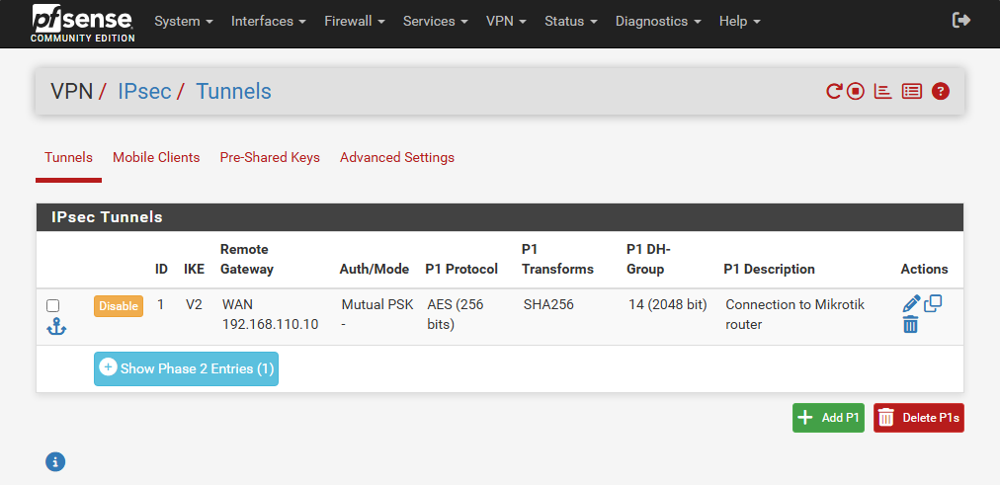 pfsense System Interfaces Firewall Services VPN Status Diagnostics Help
COMMUNITY EDITION
VPN / IPsec / Tunnels
Tunnels Mobile Clients Pre-Shared Keys Advanced Settings
IPsec Tunnels
ID IKE Remote Gateway Auth/Mode P1 Protocol P1 Transforms P1 DH-Group P1 Description Actions
Disable 1 V2 WAN Mutual PSK AES (256 SHA256 14 (2048 bit) Connection to Mikrotik
192.168.110.10 - bits) router
Show Phase 2 Entries (1)
Add P1 Delete P1s